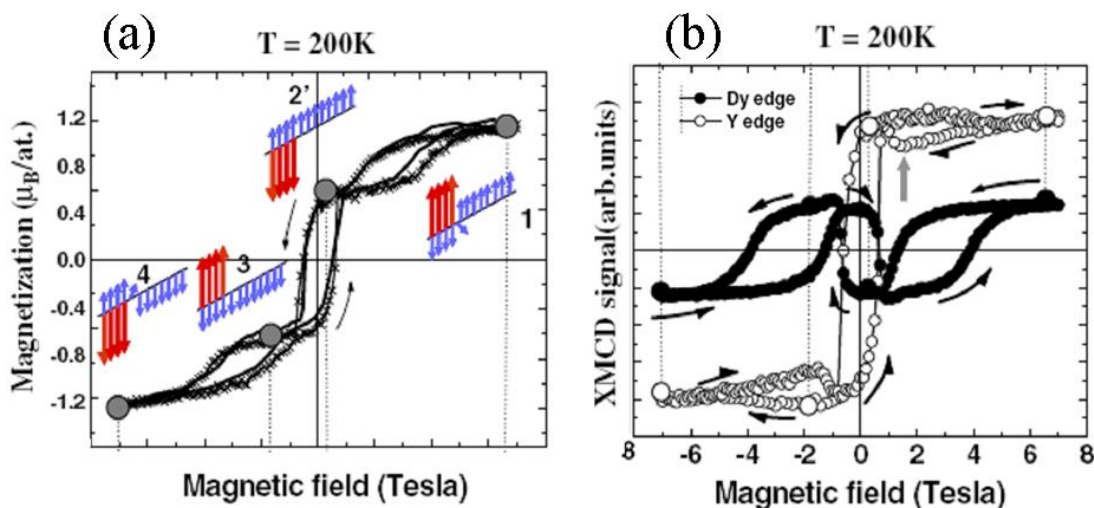 (a)
T = 200K
Magnetization (μB/at.)
1.2
0.8
0.4
0.0
-0.4
-0.8
-1.2
2'
1
4
3
Magnetic field (Tesla)
(b)
T = 200K
XMCD signal(arb.units)
Dy edge
Y edge
8 -6 -4 -2 0 2 4 6 8
Magnetic field (Tesla)